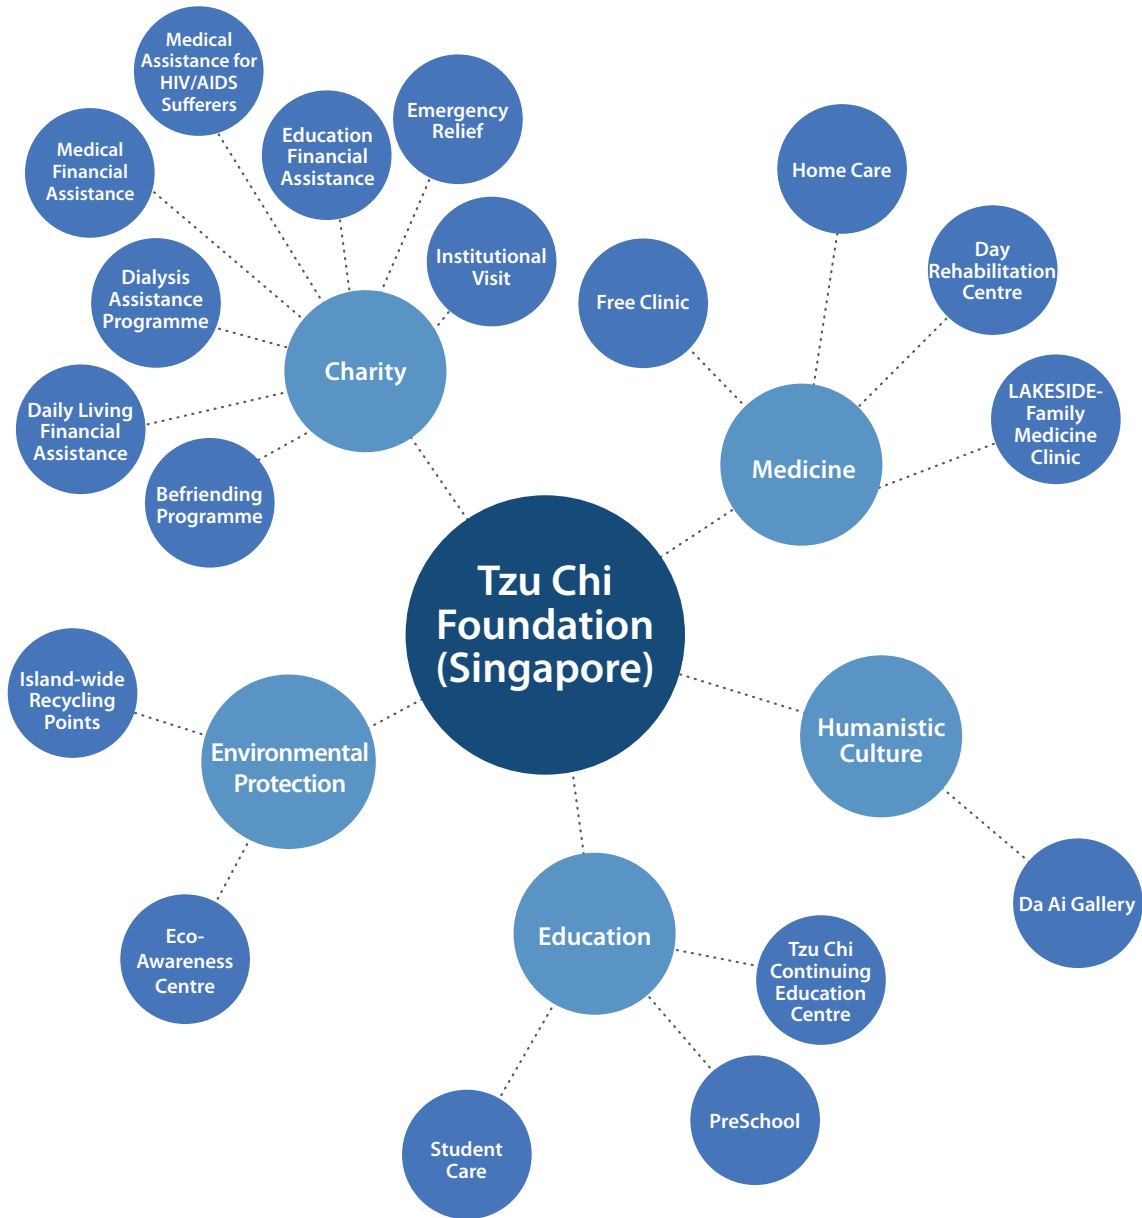 Medical
Assistance for
HIV/AIDS
Sufferers
Emergency
Relief
Education
Financial
Assistance
Medical
Financial
Assistance
Institutional
Visit
Dialysis
Assistance
Programme
Charity
Daily Living
Financial
Assistance
Befriending
Programme
Home Care
Day
Rehabilitation
Centre
Free Clinic
LAKESIDE-
Family
Medicine
Clinic
Medicine
Tzu Chi
Foundation
(Singapore)
Island-wide
Recycling
Points
Environmental
Protection
Eco-
Awareness
Centre
Humanistic
Culture
Da Ai Gallery
Education
Tzu Chi
Continuing
Education
Centre
PreSchool
Student
Care